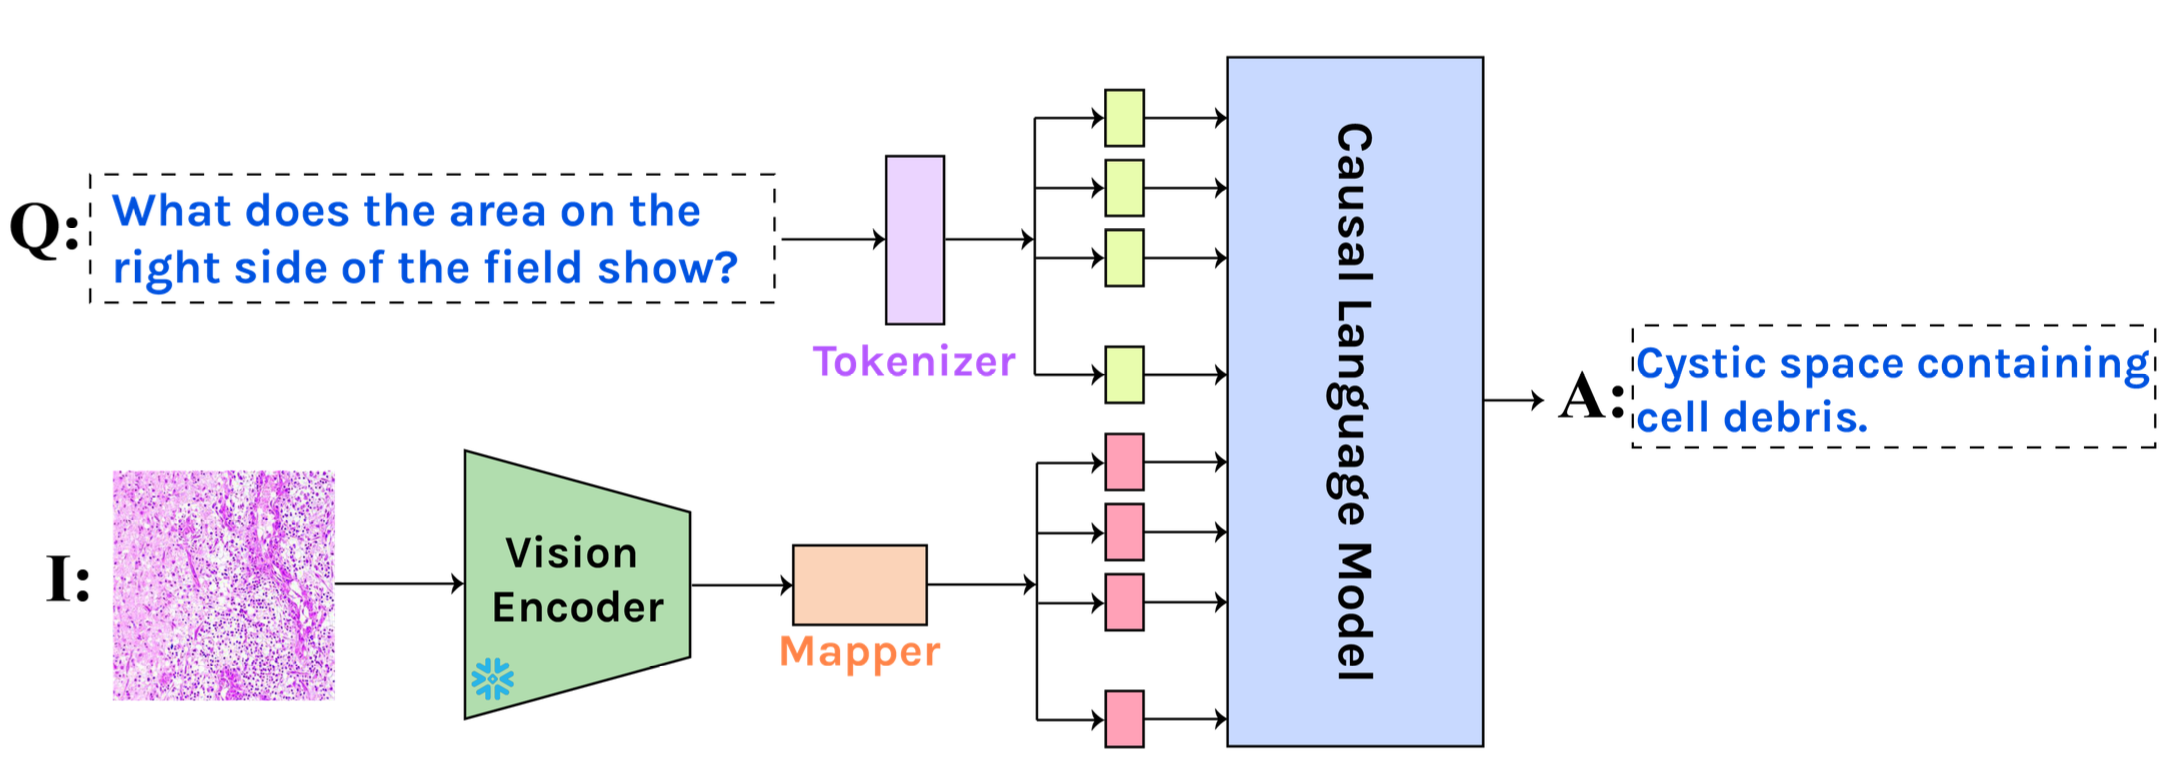 Q:
What does the area on the
right side of the field show?
Tokenizer
I:
Vision
Encoder
Mapper
Causal Language Model
A:
Cystic space containing
cell debris.